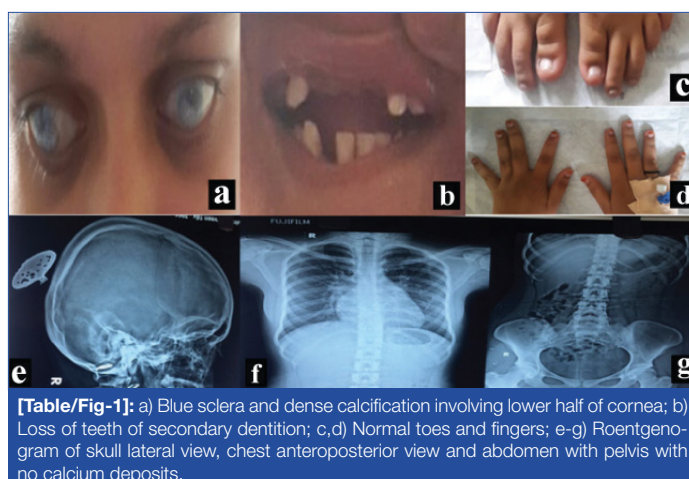 a
b
c
d
FUJIFILM
R
e
R
f
g
[Table/Fig-1]: a) Blue sclera and dense calcification involving lower half of cornea; b)
Loss of teeth of secondary dentition; c,d) Normal toes and fingers; e-g) Roentgeno-
gram of skull lateral view, chest anteroposterior view and abdomen with pelvis with
no calcium deposits.